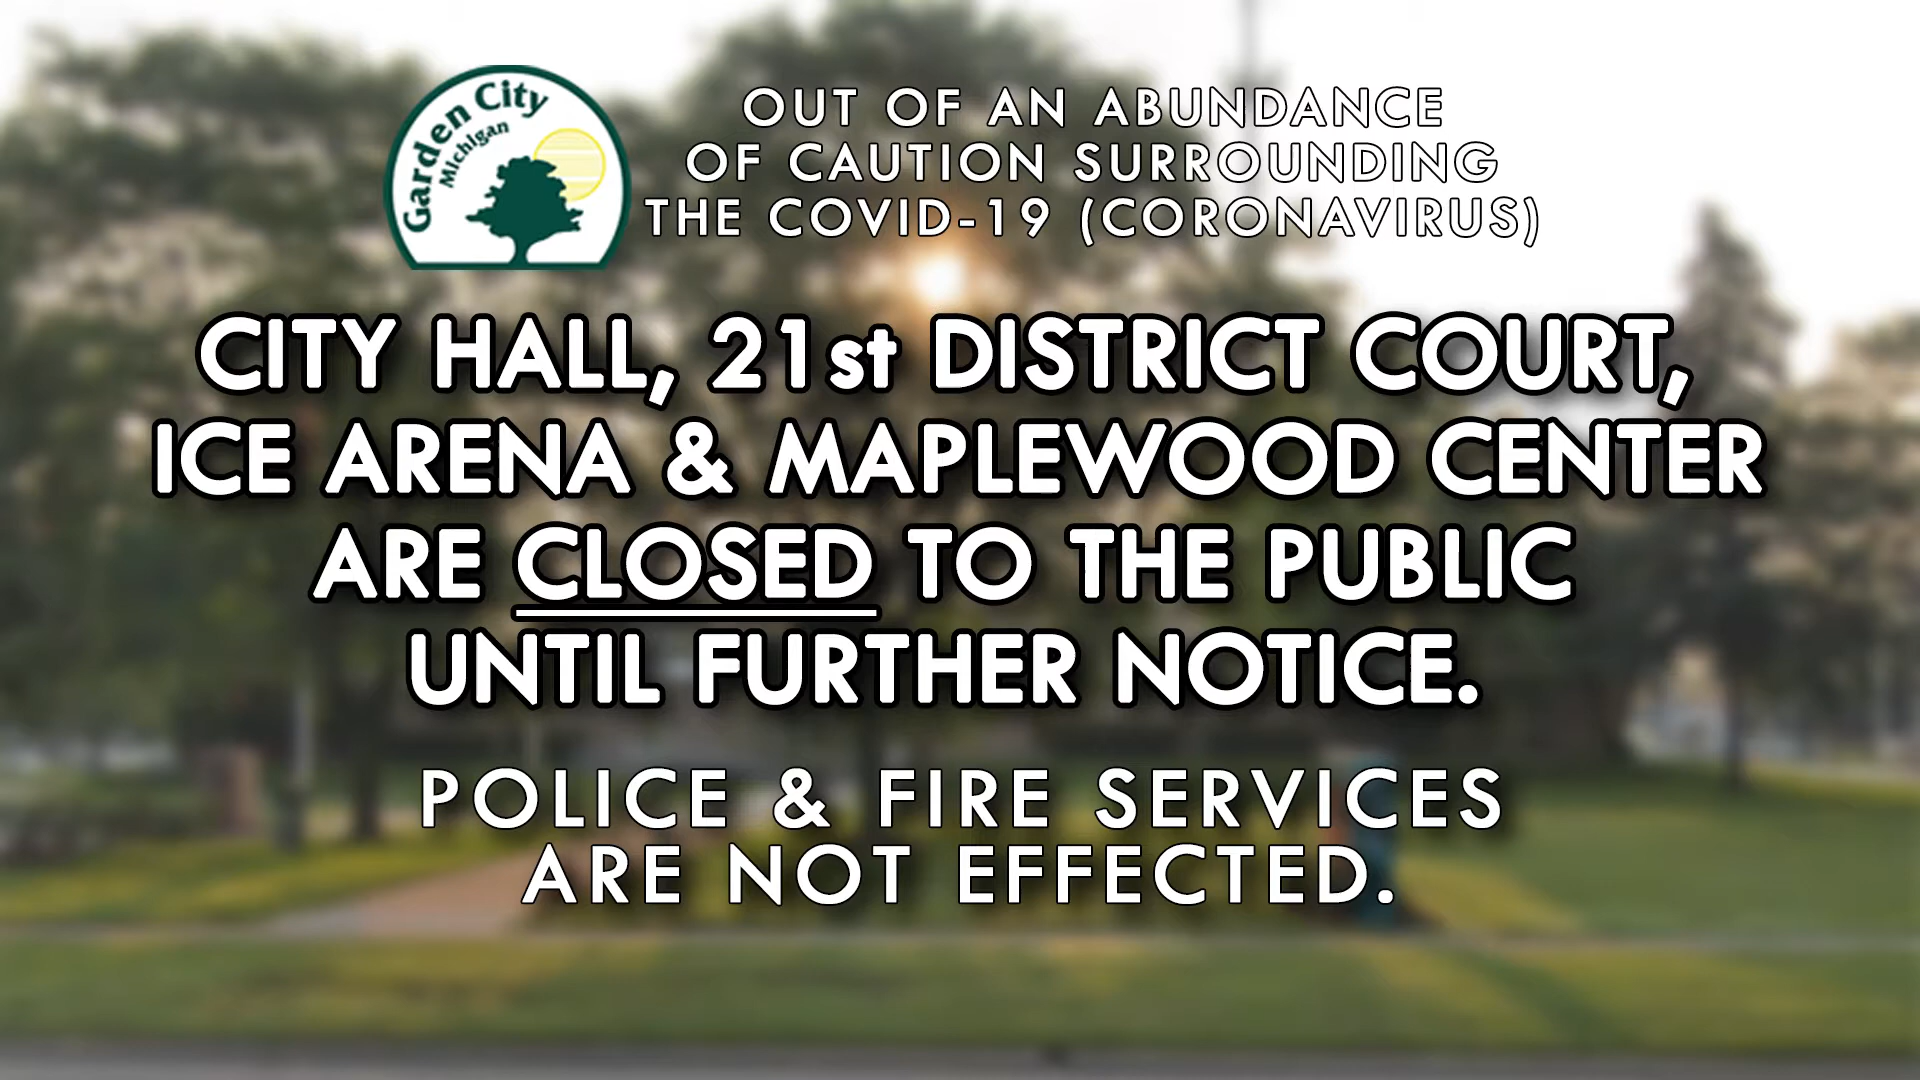 Garden City
Michigan
OUT OF AN ABUNDANCE
OF CAUTION SURROUNDING
THE COVID-19 (CORONAVIRUS)
CITY HALL, 21st DISTRICT COURT,
ICE ARENA & MAPLEWOOD CENTER
ARE CLOSED TO THE PUBLIC
UNTIL FURTHER NOTICE.
POLICE & FIRE SERVICES
ARE NOT EFFECTED.